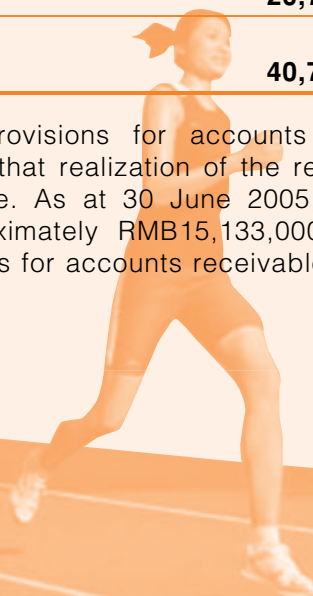 40,7
rovisions for accounts
that realization of the re
e. As at 30 June 2005
ximately RMB15,133,000
s for accounts receivable